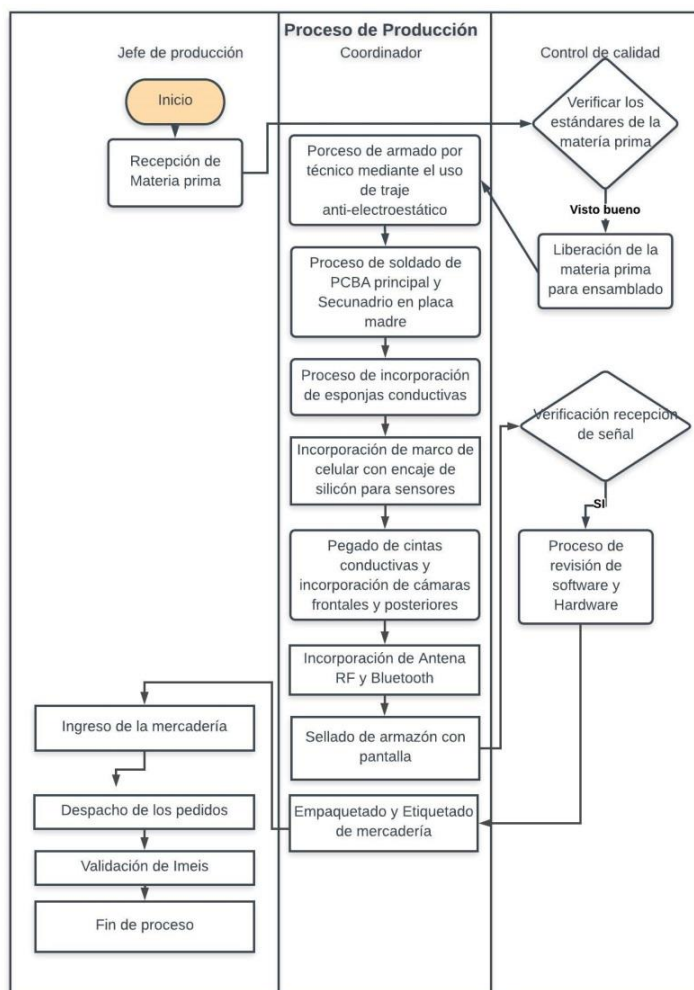 Proceso de Producción
Jefe de producción
Coordinador
Control de calidad
Inicio
Recepción de
Materia prima
Verificar los
estándares de la
matería prima
Visto bueno
Liberación de la
materia prima
para ensamblado
Porceso de armado por
técnico mediante el uso
de traje
anti-electroestático
Proceso de soldado de
PCBA principal y
Secunadrio en placa
madre
Proceso de incorporación
de esponjas conductivas
Incorporación de marco de
celular con encaje de
silicón para sensores
Pegado de cintas
conductivas y
incorporación de cámaras
frontales y posteriores
Incorporación de Antena
RF y Bluetooth
Sellado de armazón con
pantalla
Verificación recepción
de señal
SI
Proceso de
revisión de
software y
Hardware
Empaquetado y Etiquetado
de mercadería
Ingreso de la mercadería
Despacho de los pedidos
Validación de Imeis
Fin de proceso